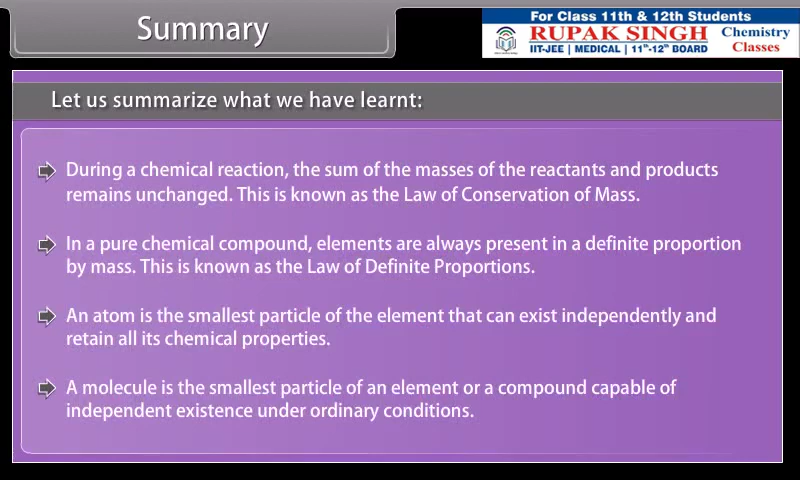 Summary
For Class 11th & 12th Students
RUPAK SINGH
IIT-JEE | MEDICAL | 11th-12th BOARD
Chemistry
Classes
Let us summarize what we have learnt:
During a chemical reaction, the sum of the masses of the reactants and products
remains unchanged. This is known as the Law of Conservation of Mass.
In a pure chemical compound, elements are always present in a definite proportion
by mass. This is known as the Law of Definite Proportions.
An atom is the smallest particle of the element that can exist independently and
retain all its chemical properties.
A molecule is the smallest particle of an element or a compound capable of
independent existence under ordinary conditions.